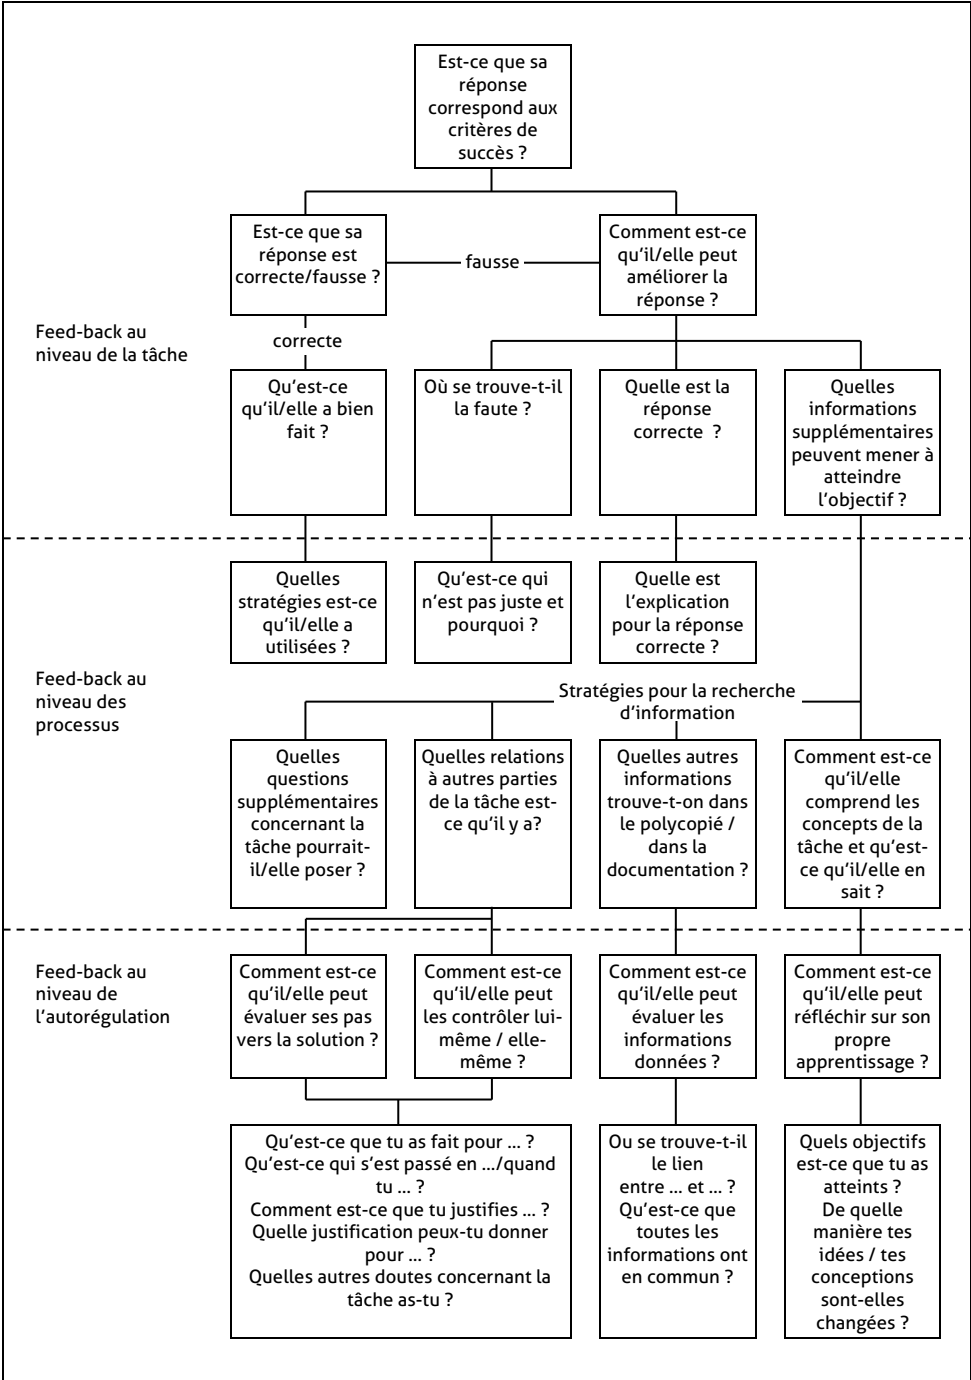 Est-ce que sa
réponse
correspond aux
critères de
succès ?
Est-ce que sa
réponse est
correcte/fausse ?
fausse
Comment est-ce
qu'il/elle peut
améliorer la
réponse ?
Feed-back au
niveau de la tâche
correcte
Qu'est-ce
qu'il/elle a bien
fait ?
Où se trouve-t-il
la faute ?
Quelle est la
réponse
correcte ?
Quelles
informations
supplémentaires
peuvent mener à
atteindre
l'objectif ?
Quelles
stratégies est-ce
qu'il/elle a
utilisées ?
Qu'est-ce qui
n'est pas juste et
pourquoi ?
Quelle est
l'explication
pour la réponse
correcte ?
Feed-back au
niveau des
processus
Stratégies pour la recherche
d'information
Quelles
questions
supplémentaires
concernant la
tâche pourrait-
il/elle poser ?
Quelles relations
à autres parties
de la tâche est-
ce qu'il y a?
Quelles autres
informations
trouve-t-on dans
le polycopié /
dans la
documentation ?
Comment est-ce
qu'il/elle
comprend les
concepts de la
tâche et qu'est-
ce qu'il/elle en
sait ?
Feed-back au
niveau de
l'autorégulation
Comment est-ce
qu'il/elle peut
évaluer ses pas
vers la solution ?
Comment est-ce
qu'il/elle peut
les contrôler lui-
même / elle-
même ?
Comment est-ce
qu'il/elle peut
évaluer les
informations
données ?
Comment est-ce
qu'il/elle peut
réfléchir sur son
propre
apprentissage ?
Qu'est-ce que tu as fait pour ... ?
Qu'est-ce qui s'est passé en .../quand
tu ... ?
Comment est-ce que tu justifies ... ?
Quelle justification peux-tu donner
pour ... ?
Quelles autres doutes concernant la
tâche as-tu ?
Ou se trouve-t-il
le lien
entre ... et ... ?
Qu'est-ce que
toutes les
informations ont
en commun ?
Quels objectifs
est-ce que tu as
atteints ?
De quelle
manière tes
idées / tes
conceptions
sont-elles
changées ?